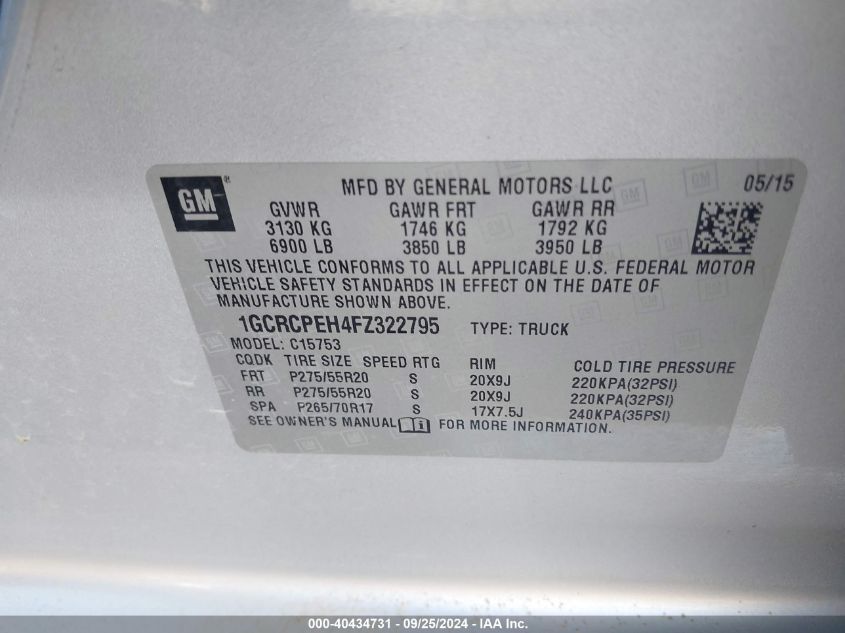 GM® MFD BY GENERAL MOTORS LLC 05/15
GVWR GAWR FRT GAWR RR
3130 KG 1746 KG 1792 KG
6900 LB 3850 LB 3950 LB
THIS VEHICLE CONFORMS TO ALL APPLICABLE U.S. FEDERAL MOTOR
VEHICLE SAFETY STANDARDS IN EFFECT ON THE DATE OF
MANUFACTURE SHOWN ABOVE.
1GCRCPEH4FZ322795 TYPE: TRUCK
MODEL: C15753
CQDK TIRE SIZE SPEED RTG RIM COLD TIRE PRESSURE
FRT P275/55R20 S 20X9J 220KPA(32PSI)
RR P275/55R20 S 20X9J 220KPA(32PSI)
SPA P265/70R17 S 17X7.5J 240KPA(35PSI)
SEE OWNER'S MANUAL FOR MORE INFORMATION.
000-40434731 - 09/25/2024 - IAA Inc.